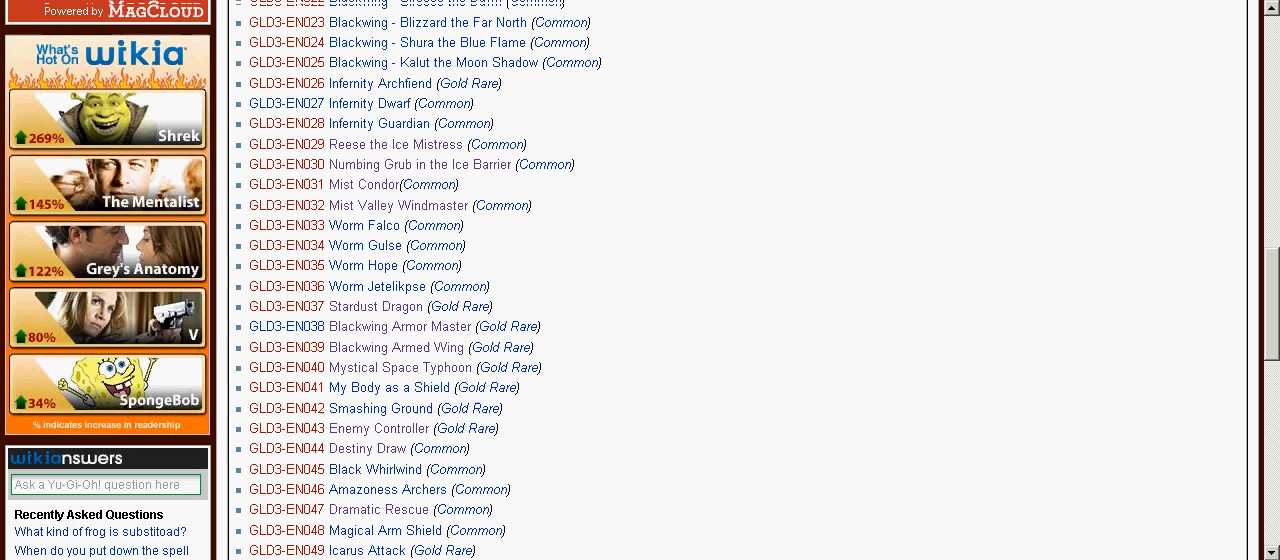 Powered by MAGCLOUD
What's Hot On wikia
269% Shrek
145% The Mentalist
122% Grey's Anatomy
80% V
34% SpongeBob
% indicates increase in readership
wikianswers
Ask a Yu-Gi-Oh! question here
Recently Asked Questions
What kind of frog is substitoad?
When do you put down the spell
GLD3-EN023 Blackwing - Blizzard the Far North (Common)
GLD3-EN024 Blackwing - Shura the Blue Flame (Common)
GLD3-EN025 Blackwing - Kalut the Moon Shadow (Common)
GLD3-EN026 Infernity Archfiend (Gold Rare)
GLD3-EN027 Infernity Dwarf (Common)
GLD3-EN028 Infernity Guardian (Common)
GLD3-EN029 Reese the Ice Mistress (Common)
GLD3-EN030 Numbing Grub in the Ice Barrier (Common)
GLD3-EN031 Mist Condor(Common)
GLD3-EN032 Mist Valley Windmaster (Common)
GLD3-EN033 Worm Falco (Common)
GLD3-EN034 Worm Gulse (Common)
GLD3-EN035 Worm Hope (Common)
GLD3-EN036 Worm Jetelikpse (Common)
GLD3-EN037 Stardust Dragon (Gold Rare)
GLD3-EN038 Blackwing Armor Master (Gold Rare)
GLD3-EN039 Blackwing Armed Wing (Gold Rare)
GLD3-EN040 Mystical Space Typhoon (Gold Rare)
GLD3-EN041 My Body as a Shield (Gold Rare)
GLD3-EN042 Smashing Ground (Gold Rare)
GLD3-EN043 Enemy Controller (Gold Rare)
GLD3-EN044 Destiny Draw (Common)
GLD3-EN045 Black Whirlwind (Common)
GLD3-EN046 Amazoness Archers (Common)
GLD3-EN047 Dramatic Rescue (Common)
GLD3-EN048 Magical Arm Shield (Common)
GLD3-EN049 Icarus Attack (Gold Rare)